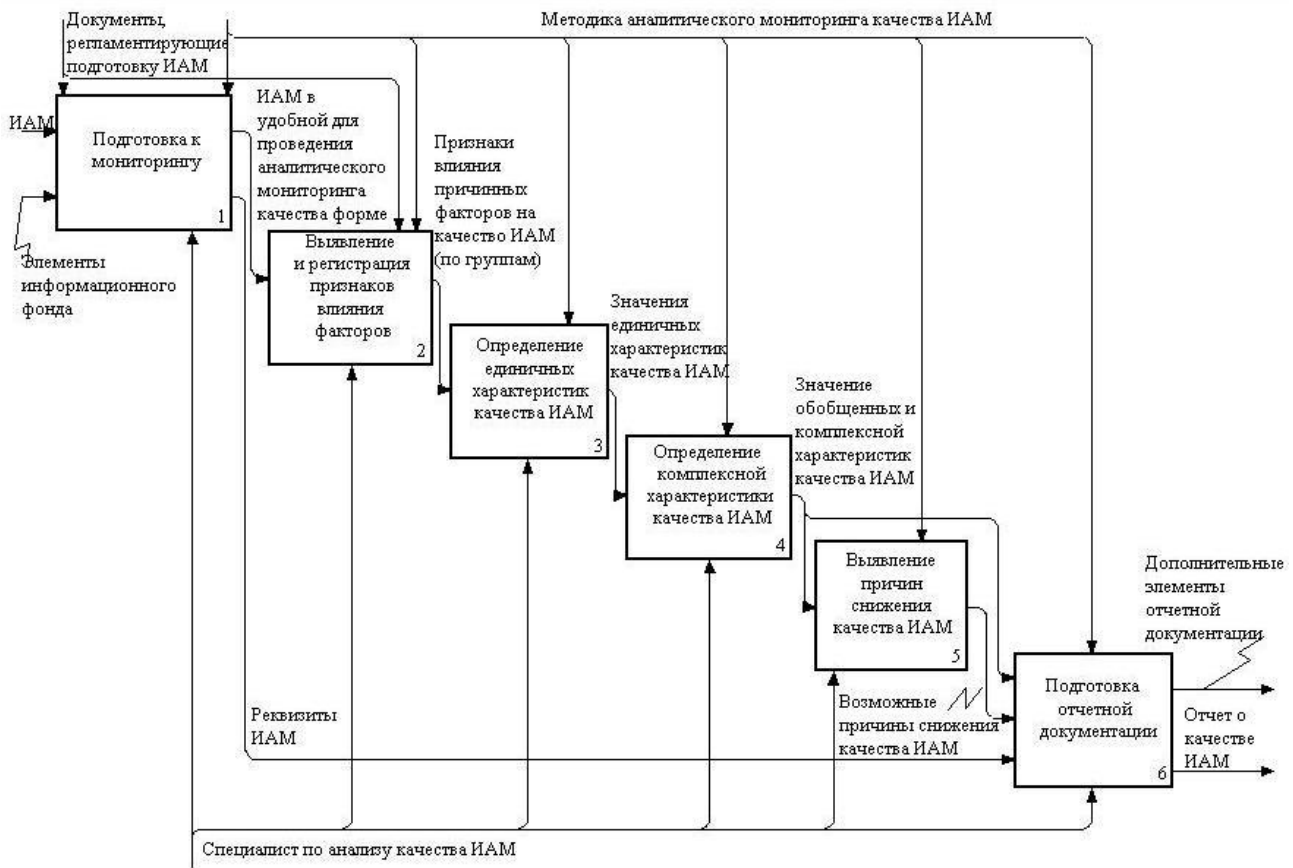 Документы,
регламентирующие
подготовку ИАМ
Методика аналитического мониторинга качества ИАМ
ИАМ
Подготовка к
мониторингу
1
Элементы
информационного
фонда
ИАМ в
удобной для
проведения
аналитического
мониторинга
качества форме
Выявление
и регистрация
признаков
влияния
факторов
2
Признаки
влияния
причинных
факторов на
качество ИАМ
(по группам)
Определение
единичных
характеристик
качества ИАМ
3
Значения
единичных
характеристик
качества ИАМ
Определение
комплексной
характеристики
качества ИАМ
4
Значение
обобщенных и
комплексной
характеристик
качества ИАМ
Выявление
причин
снижения
качества ИАМ
5
Дополнительные
элементы
отчетной
документации
Реквизиты
ИАМ
Возможные
причины снижения
качества ИАМ
Подготовка
отчетной
документации
6
Отчет о
качестве
ИАМ
Специалист по анализу качества ИАМ